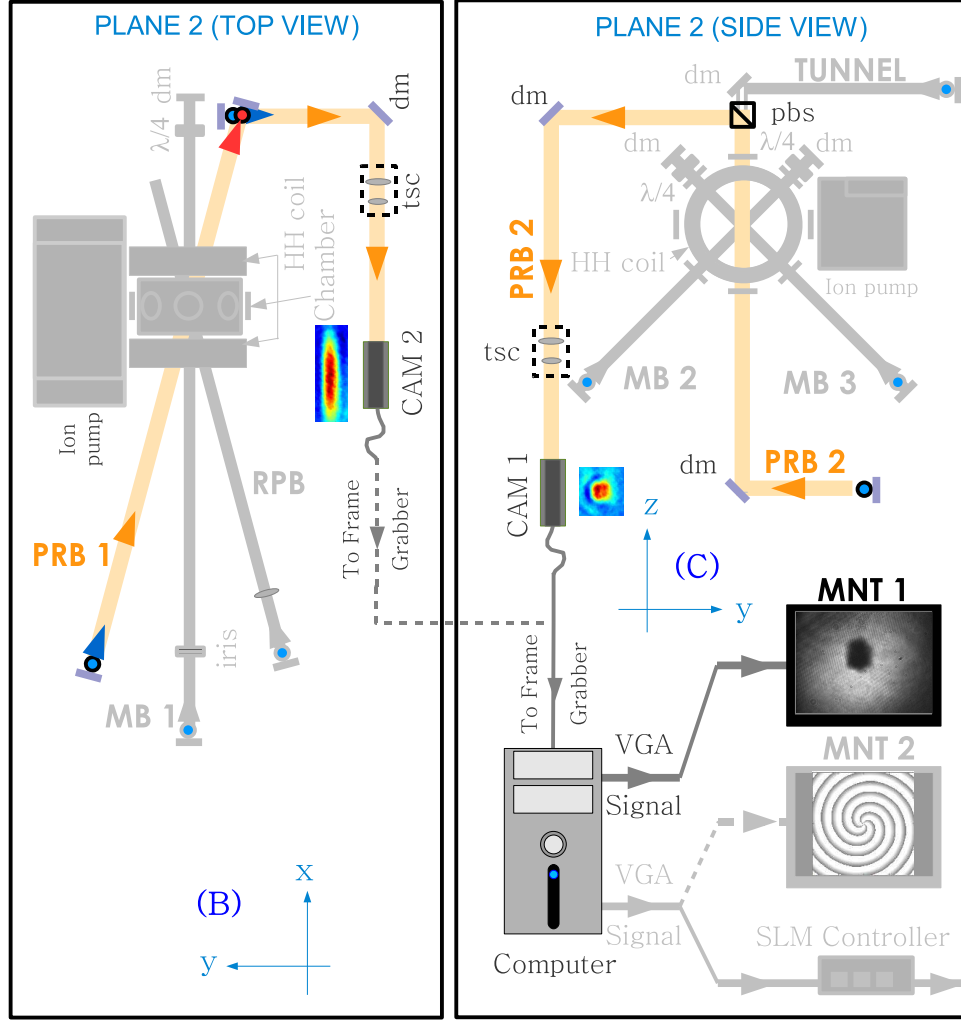 PLANE 2 (TOP VIEW)
λ/4 dm
dm
tsc
HH coil
Chamber
CAM 2
Ion
pump
RPB
PRB 1
To Frame
Grabber
iris
MB 1
(B)
x
y
PLANE 2 (SIDE VIEW)
dm
TUNNEL
dm
pbs
λ/4
dm
dm
λ/4
PRB 2
HH coil
Ion pump
tsc
MB 2
MB 3
CAM 1
dm
PRB 2
z
(C)
y
MNT 1
To Frame
Grabber
VGA
Signal
MNT 2
VGA
Signal
SLM Controller
Computer